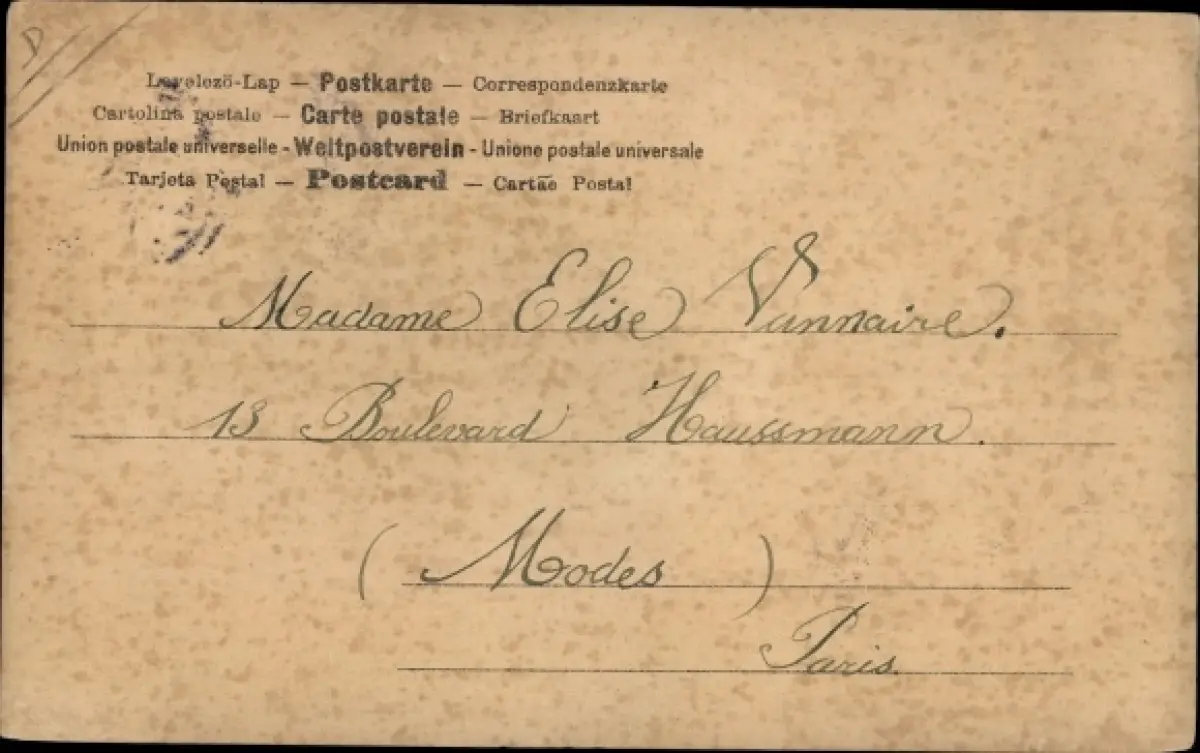 Levelező-Lap — Postkarte — Correspondenzkarte
Cartolina postale — Carte postale — Briefkaart
Union postale universelle - Weltpostverein - Unione postale universale
Tarjeta Postal — Postcard — Cartāo Postal
Madame Elise Vannaire.
13 Boulevard Haussmann.
( Modes )
Paris.